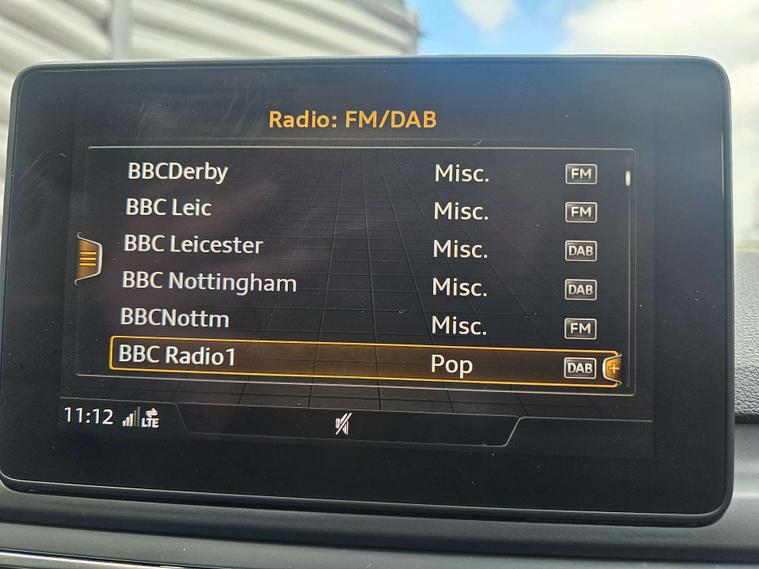 Radio: FM/DAB
BBCDerby Misc. FM
BBC Leic Misc. FM
BBC Leicester Misc. DAB
BBC Nottingham Misc. DAB
BBCNottm Misc. FM
BBC Radio1 Pop DAB +
11:12 LTE